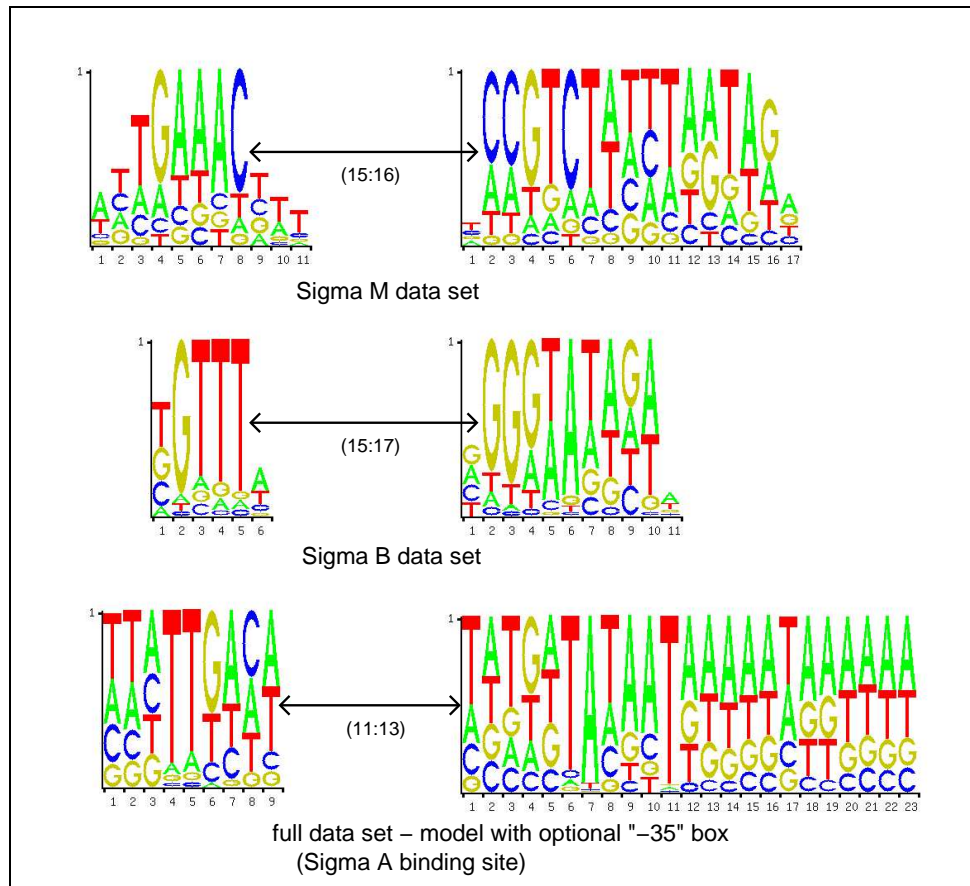 1 1
1 2 3 4 5 6 7 8 9 10 11 1 2 3 4 5 6 7 8 9 10 11 12 13 14 15 16 17
(15:16)
Sigma M data set
1 1
1 2 3 4 5 6 1 2 3 4 5 6 7 8 9 10 11
(15:17)
Sigma B data set
1 1
1 2 3 4 5 6 7 8 9 1 2 3 4 5 6 7 8 9 10 11 12 13 14 15 16 17 18 19 20 21 22 23
(11:13)
full data set – model with optional "–35" box
(Sigma A binding site)